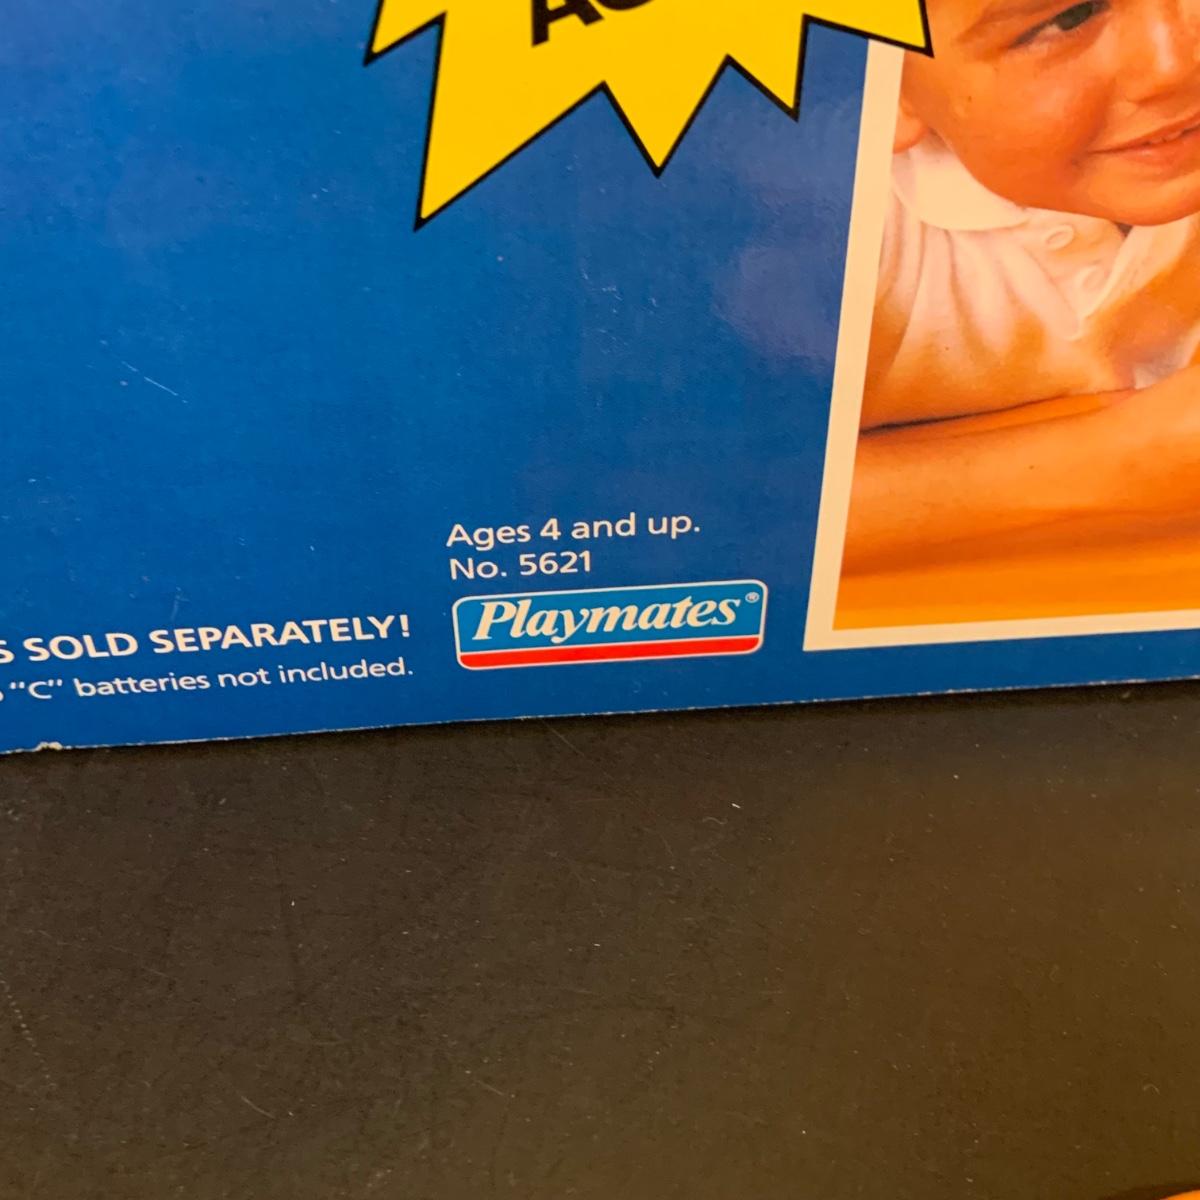 Ages 4 and up.
No. 5621
SOLD SEPARATELY!
"C" batteries not included.
Playmates®